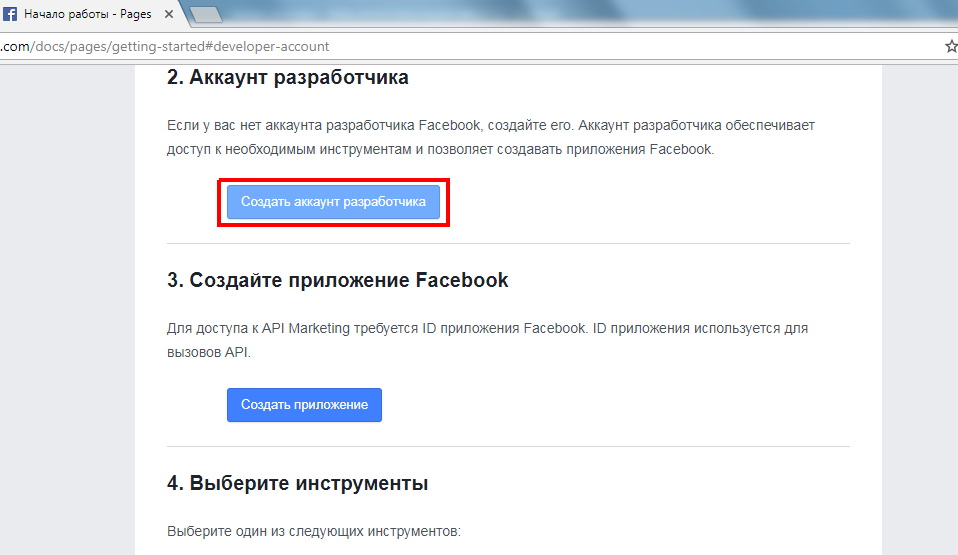 Начало работы - Pages
.com/docs/pages/getting-started#developer-account
2. Аккаунт разработчика
Если у вас нет аккаунта разработчика Facebook, создайте его. Аккаунт разработчика обеспечивает
доступ к необходимым инструментам и позволяет создавать приложения Facebook.
Создать аккаунт разработчика
3. Создайте приложение Facebook
Для доступа к API Marketing требуется ID приложения Facebook. ID приложения используется для
вызовов API.
Создать приложение
4. Выберите инструменты
Выберите один из следующих инструментов: